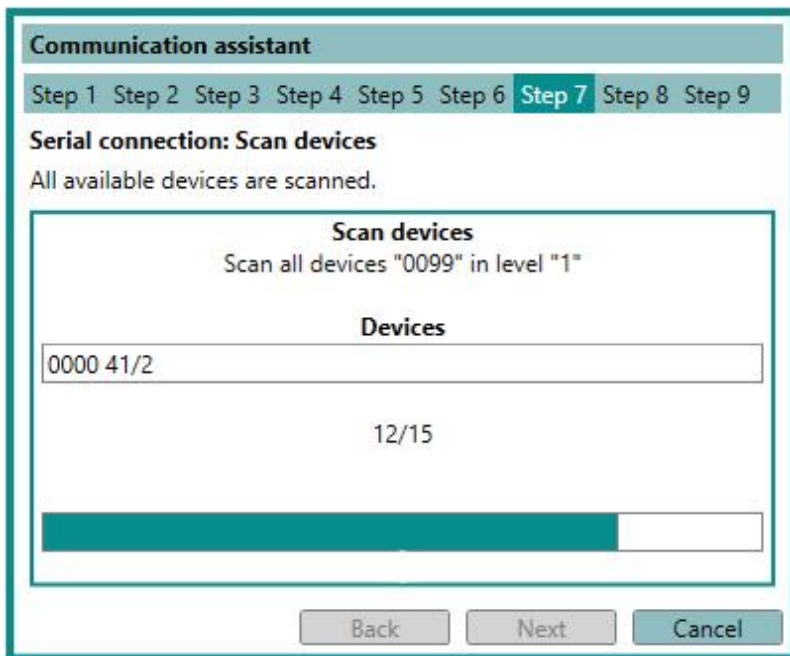 Communication assistant
Step 1 Step 2 Step 3 Step 4 Step 5 Step 6 Step 7 Step 8 Step 9
Serial connection: Scan devices
All available devices are scanned.
Scan devices
Scan all devices "0099" in level "1"
Devices
0000 41/2
12/15
Back Next Cancel